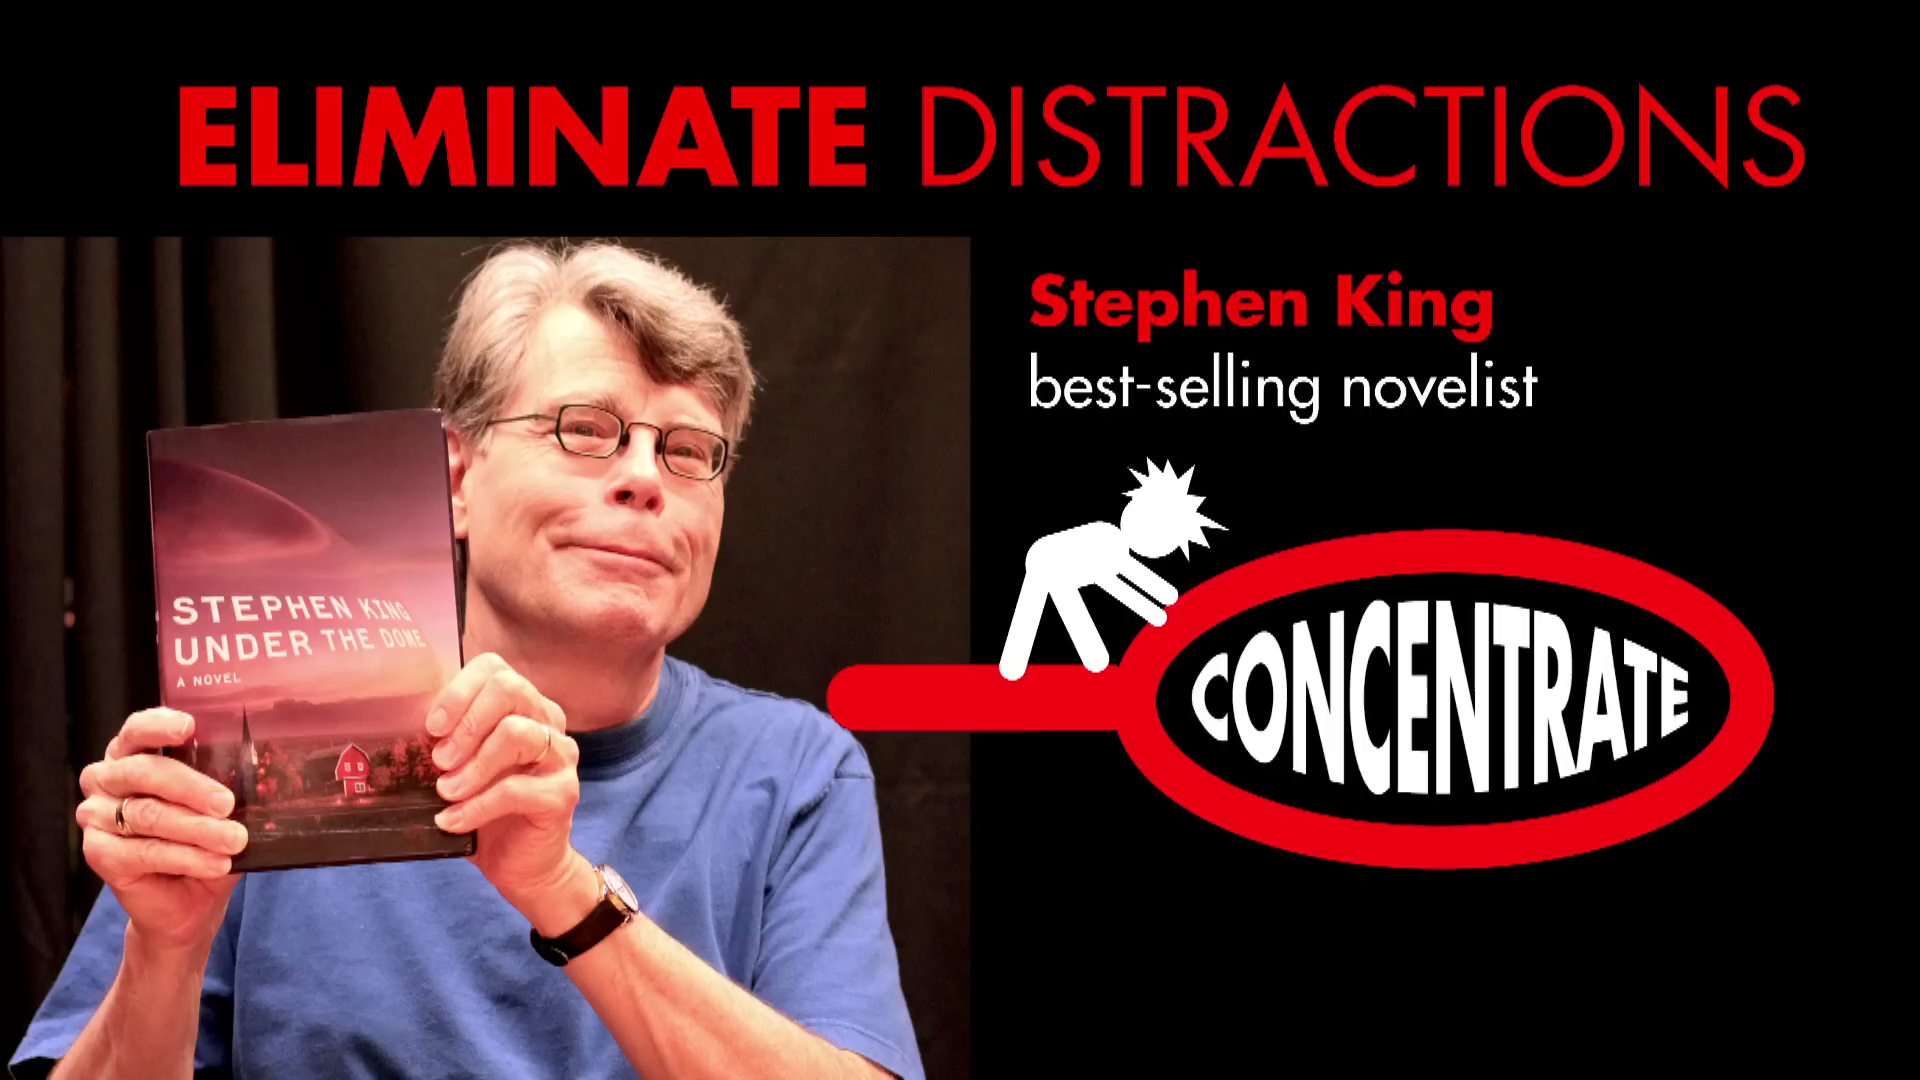 ELIMINATE DISTRACTIONS
Stephen King
best-selling novelist
STEPHEN KING
UNDER THE DOME
A NOVEL
CONCENTRATE